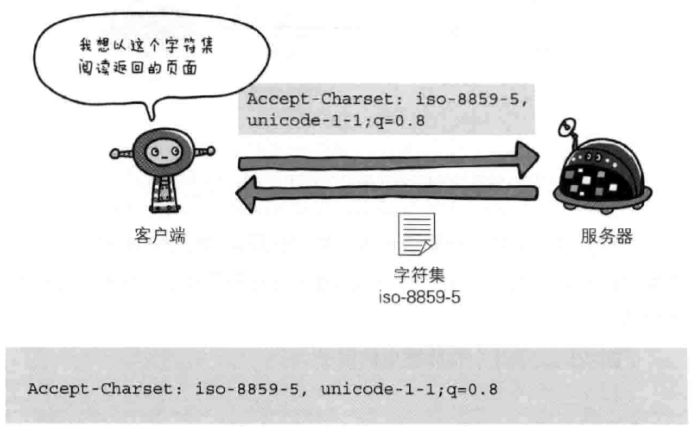 我想以这个字符集
阅读返回的页面
Accept-Charset: iso-8859-5,
unicode-1-1;q=0.8
客户端
服务器
字符集
iso-8859-5
Accept-Charset: iso-8859-5, unicode-1-1;q=0.8